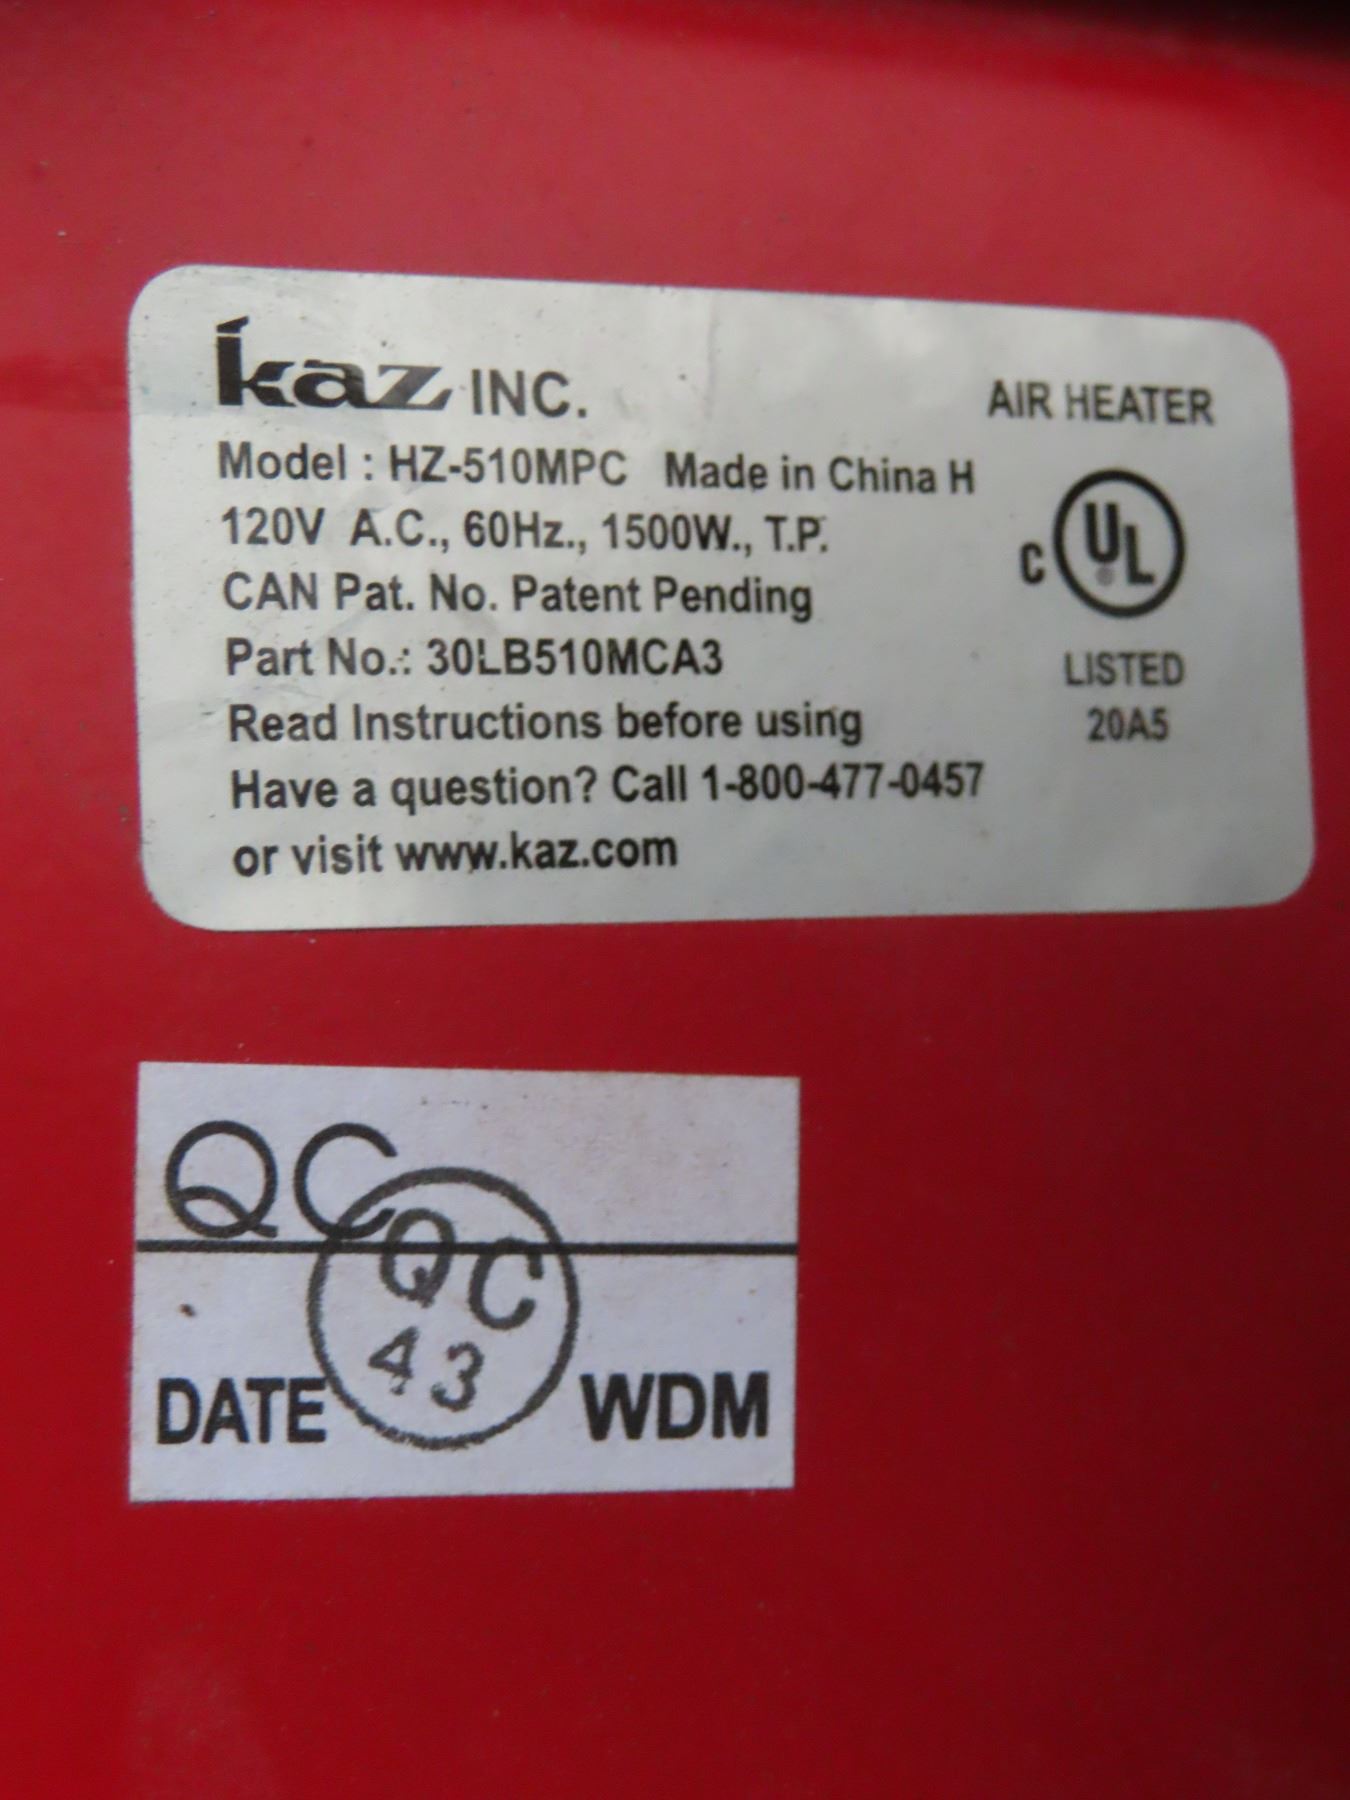 kaz INC.
AIR HEATER
Model : HZ-510MPC Made in China H
120V A.C., 60Hz., 1500W., T.P.
CAN Pat. No. Patent Pending
Part No.: 30LB510MCA3
Read Instructions before using
Have a question? Call 1-800-477-0457
or visit www.kaz.com
C UL
LISTED
20A5
QC
QC
43
DATE WDM